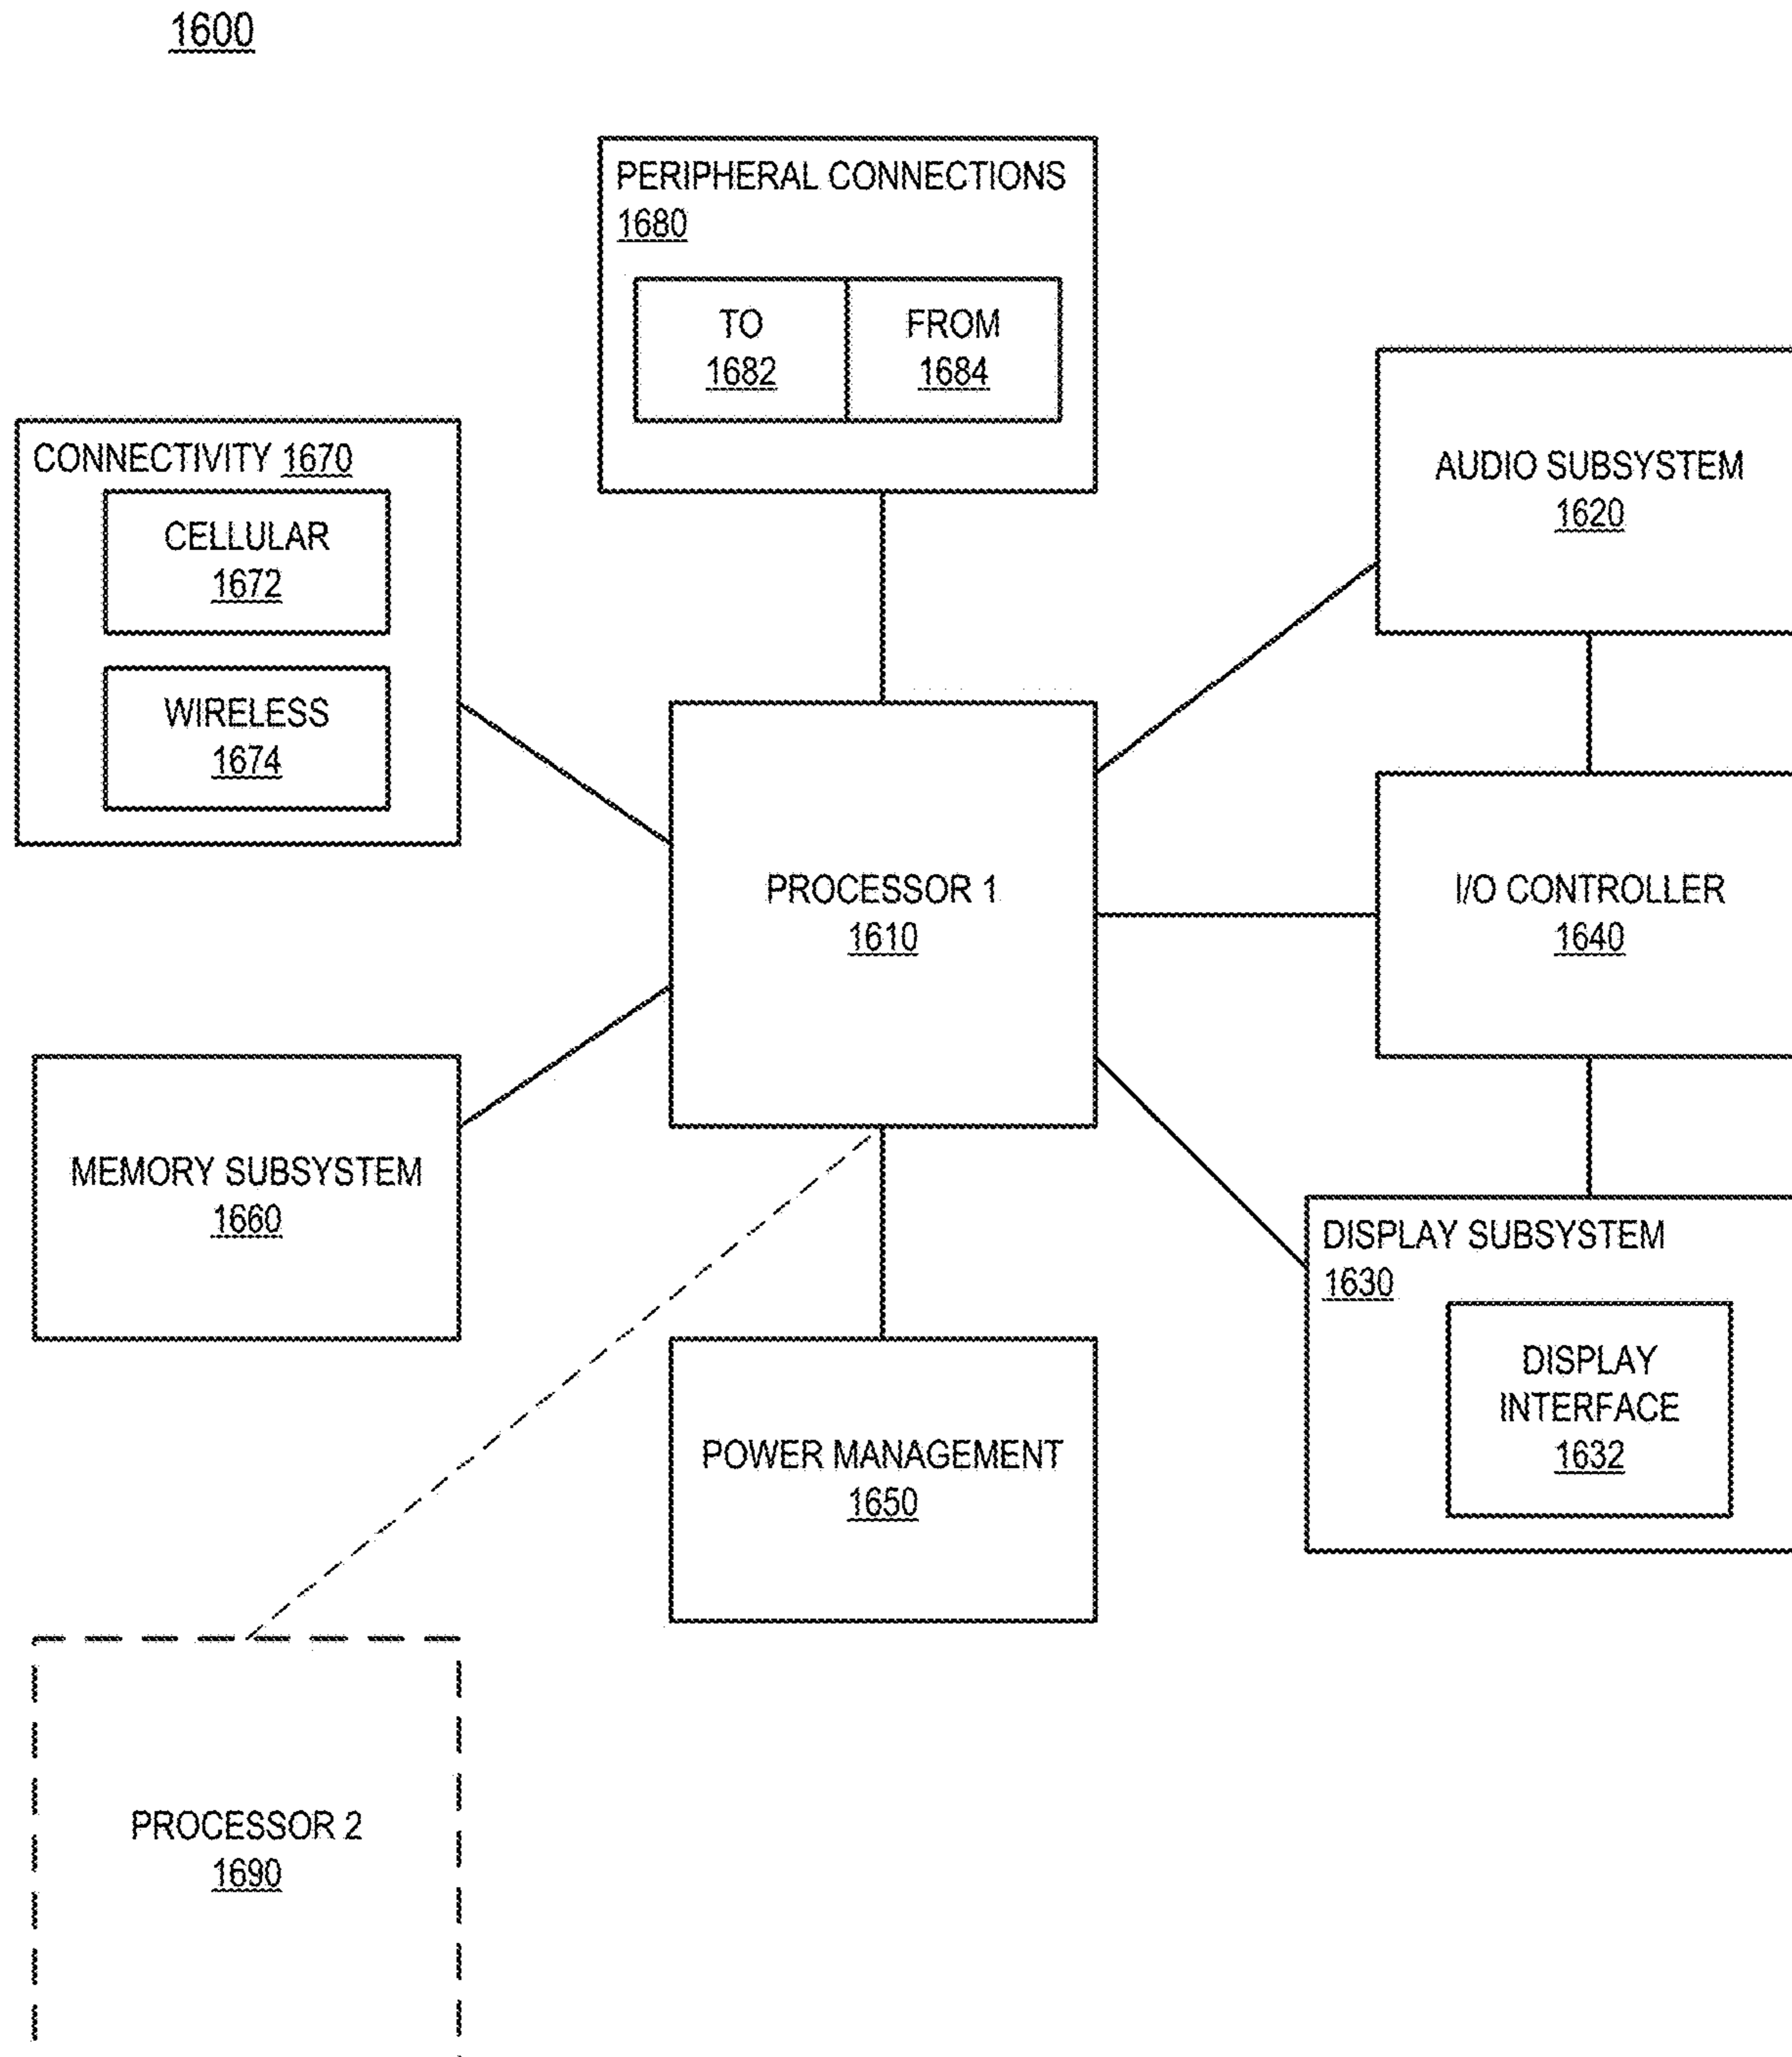 1600
PERIPHERAL CONNECTIONS
1680
TO
1682
FROM
1684
CONNECTIVITY 1670
CELLULAR
1672
WIRELESS
1674
AUDIO SUBSYSTEM
1620
PROCESSOR 1
1610
I/O CONTROLLER
1640
MEMORY SUBSYSTEM
1660
DISPLAY SUBSYSTEM
1630
DISPLAY
INTERFACE
1632
POWER MANAGEMENT
1650
PROCESSOR 2
1690